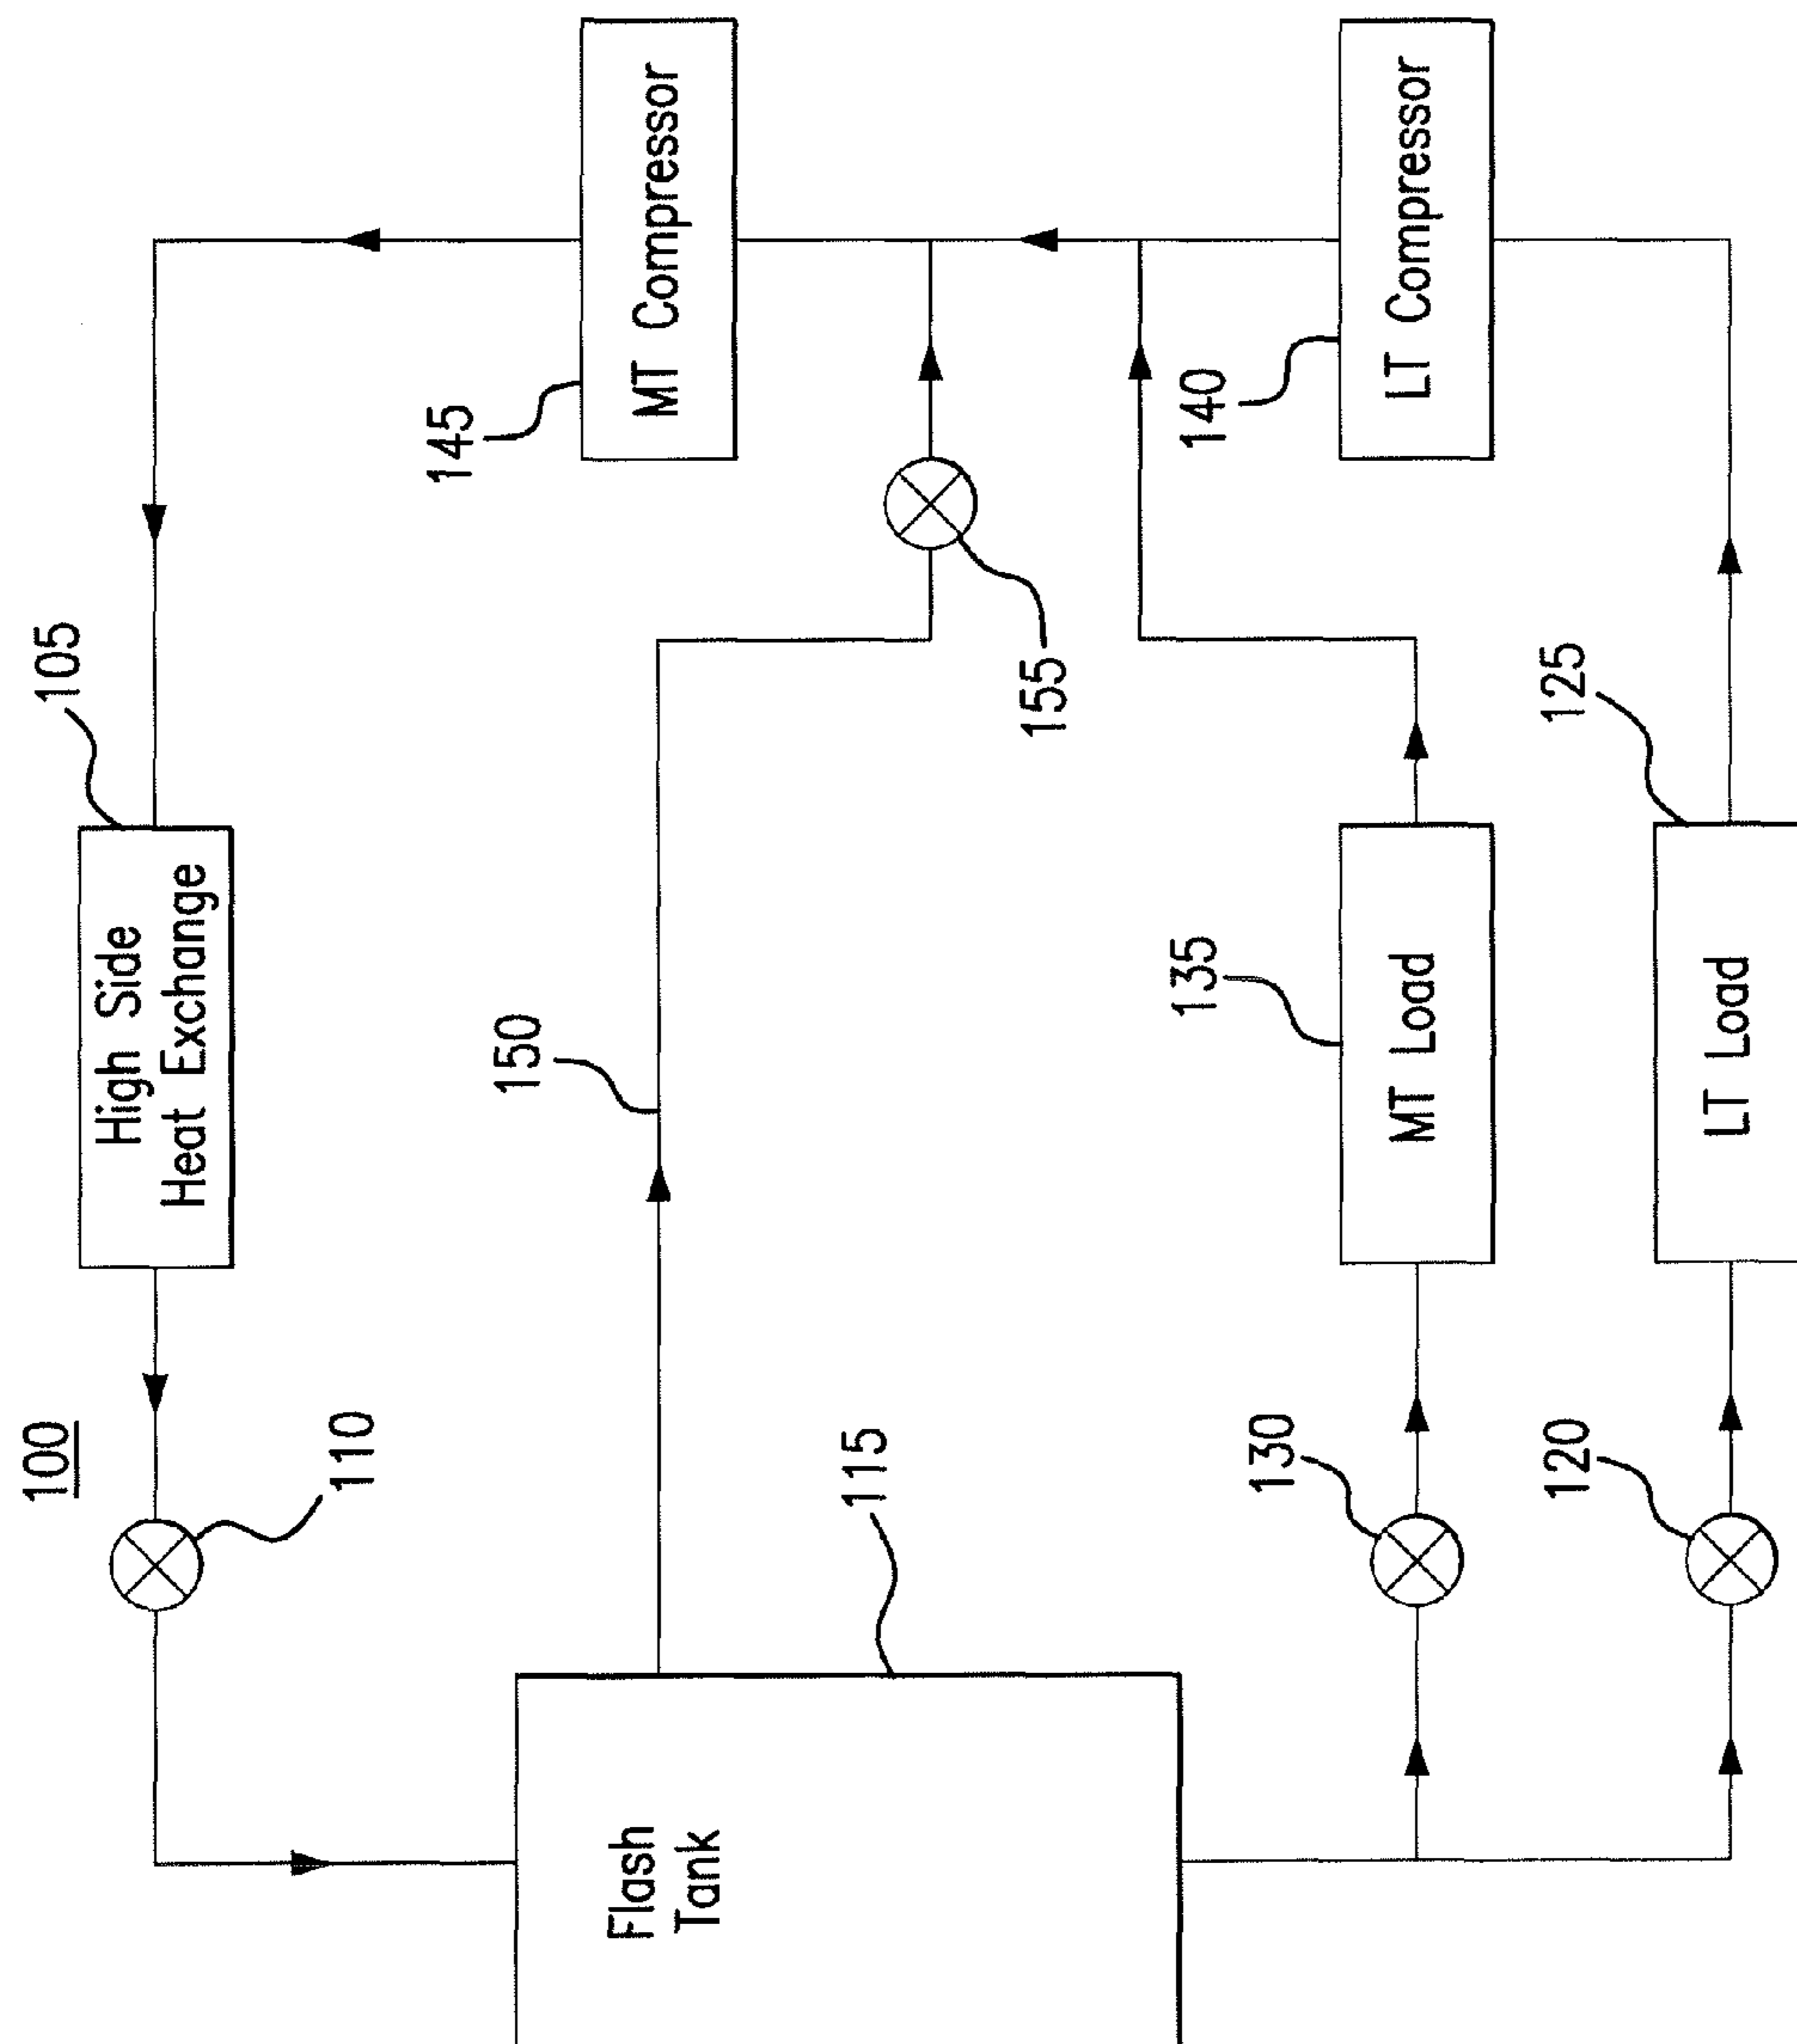 100
110
High Side
Heat Exchange
105
Flash
Tank
115
150
145
MT Compressor
155
130
135
MT Load
140
LT Compressor
120
LT Load
125